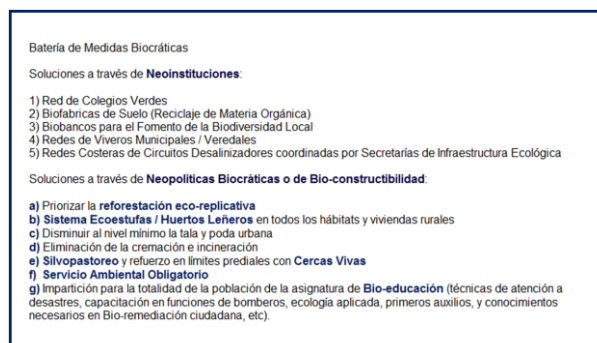 Batería de Medidas Biocráticas
Soluciones a través de Neoinstituciones:
1) Red de Colegios Verdes
2) Biofabricas de Suelo (Reciclaje de Materia Orgánica)
3) Biobancos para el Fomento de la Biodiversidad Local
4) Redes de Viveros Municipales / Veredales
5) Redes Costeras de Circuitos Desalinizadores coordinadas por Secretarías de Infraestructura Ecológica
Soluciones a través de Neopolíticas Biocráticas o de Bio-constructibilidad:
a) Priorizar la reforestación eco-replicativa
b) Sistema Ecoestufas / Huertos Leñeros en todos los hábitats y viviendas rurales
c) Disminuir al nivel mínimo la tala y poda urbana
d) Eliminación de la cremación e incineración
e) Silvopastoreo y refuerzo en límites prediales con Cercas Vivas
f) Servicio Ambiental Obligatorio
g) Impartición para la totalidad de la población de la asignatura de Bio-educación (técnicas de atención a
desastres, capacitación en funciones de bomberos, ecología aplicada, primeros auxilios, y conocimientos
necesarios en Bio-remediación ciudadana, etc).